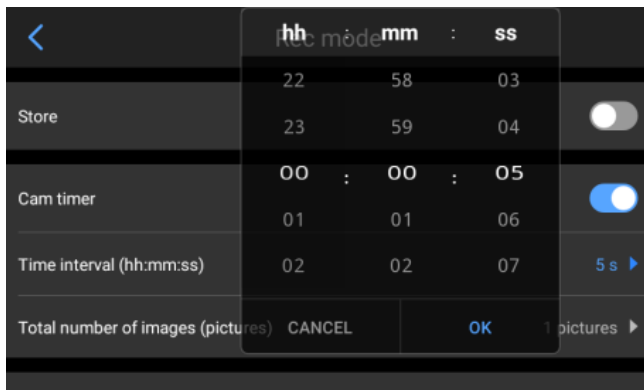 Rec mode
hh : mm : ss
22 58 03
Store
23 59 04
00 : 00 : 05
Cam timer
01 01 06
Time interval (hh:mm:ss)
02 02 07
5 s
Total number of images (pictures)
CANCEL
OK
1 pictures